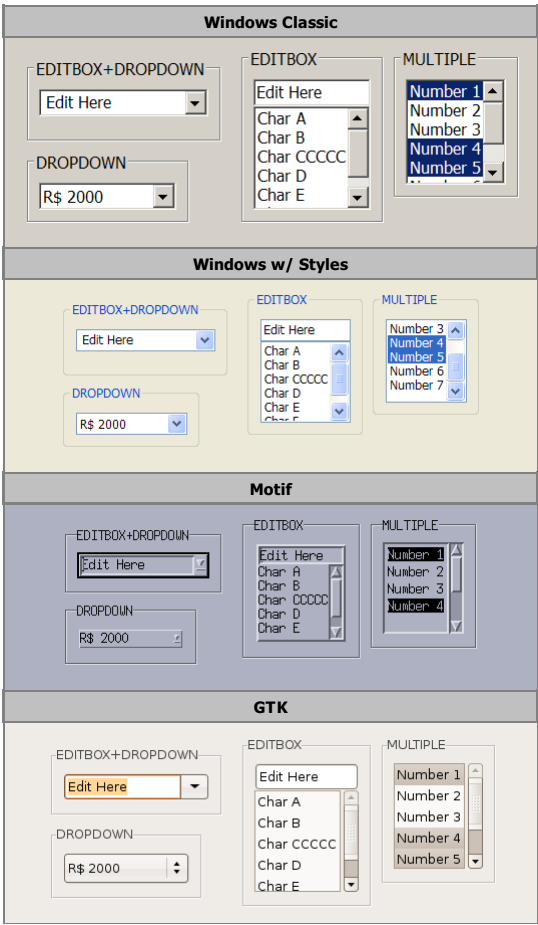 Windows Classic
EDITBOX+DROPDOWN
Edit Here
DROPDOWN
R$ 2000
EDITBOX
Edit Here
Char A
Char B
Char CCCCC
Char D
Char E
MULTIPLE
Number 1
Number 2
Number 3
Number 4
Number 5
Windows w/ Styles
EDITBOX+DROPDOWN
Edit Here
DROPDOWN
R$ 2000
EDITBOX
Edit Here
Char A
Char B
Char CCCCC
Char D
Char E
Char F
MULTIPLE
Number 3
Number 4
Number 5
Number 6
Number 7
Motif
EDITBOX+DROPDOWN
Edit Here
DROPDOWN
R$ 2000
EDITBOX
Edit Here
Char A
Char B
Char CCCCC
Char D
Char E
MULTIPLE
Number 1
Number 2
Number 3
Number 4
GTK
EDITBOX+DROPDOWN
Edit Here
DROPDOWN
R$ 2000
EDITBOX
Edit Here
Char A
Char B
Char CCCCC
Char D
Char E
MULTIPLE
Number 1
Number 2
Number 3
Number 4
Number 5